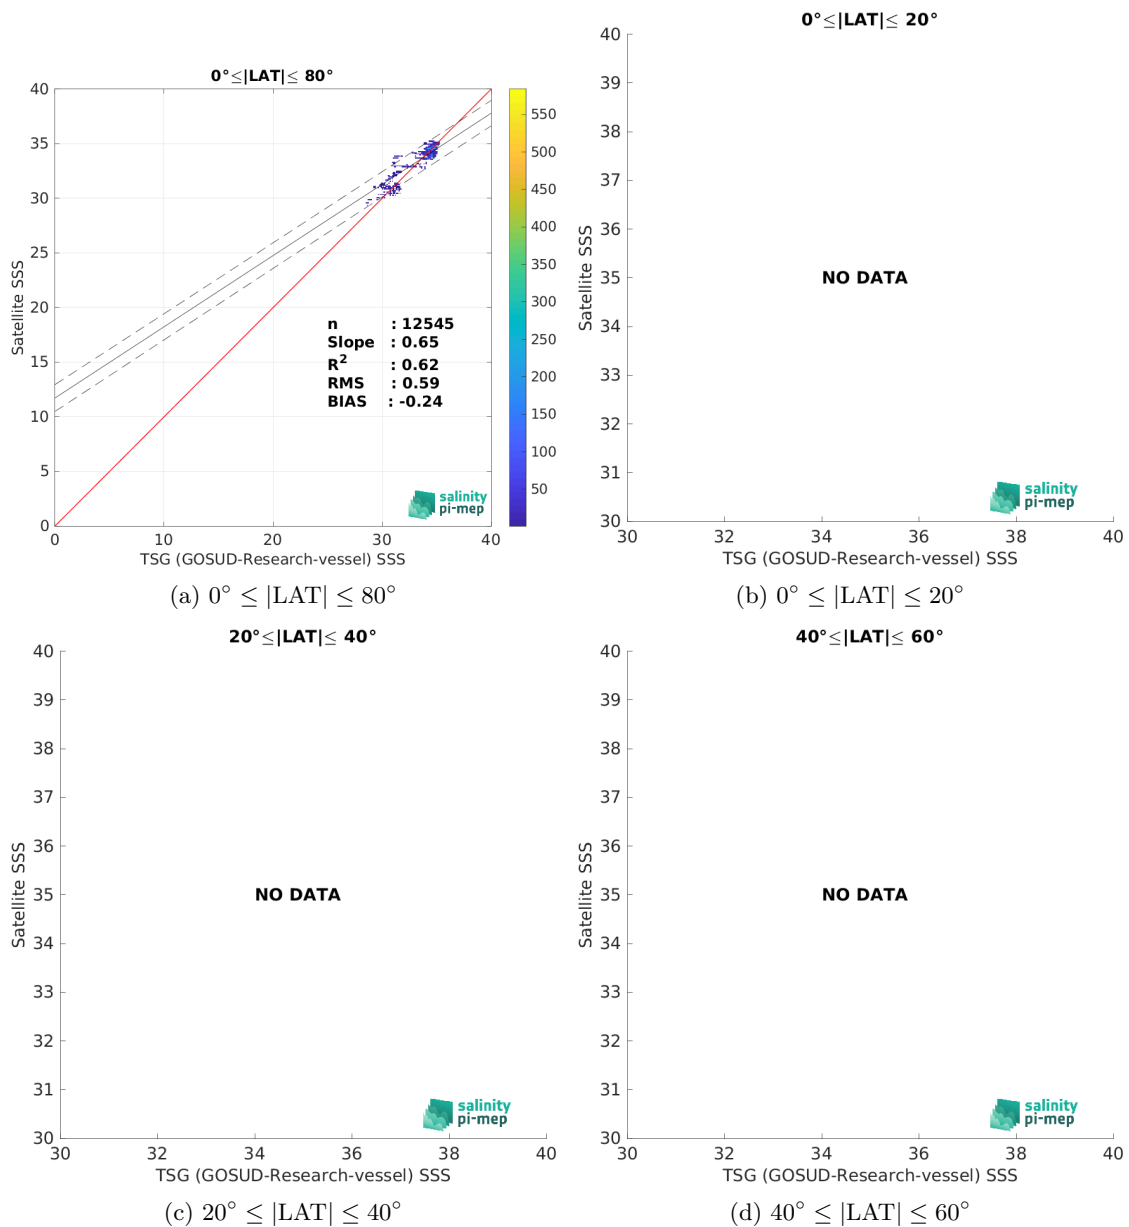 0°≤|LAT|≤ 80°
40
35
30
25
20
15
10
5
0
Satellite SSS
n : 12545
Slope : 0.65
R² : 0.62
RMS : 0.59
BIAS : -0.24
salinity
pi-mep
0 10 20 30 40
TSG (GOSUD-Research-vessel) SSS
550
500
450
400
350
300
250
200
150
100
50
(a) 0° ≤ |LAT| ≤ 80°
0°≤|LAT|≤ 20°
40
39
38
37
36
35
34
33
32
31
30
Satellite SSS
NO DATA
salinity
pi-mep
30 32 34 36 38 40
TSG (GOSUD-Research-vessel) SSS
(b) 0° ≤ |LAT| ≤ 20°
20°≤|LAT|≤ 40°
40
39
38
37
36
35
34
33
32
31
30
Satellite SSS
NO DATA
salinity
pi-mep
30 32 34 36 38 40
TSG (GOSUD-Research-vessel) SSS
(c) 20° ≤ |LAT| ≤ 40°
40°≤|LAT|≤ 60°
40
39
38
37
36
35
34
33
32
31
30
Satellite SSS
NO DATA
salinity
pi-mep
30 32 34 36 38 40
TSG (GOSUD-Research-vessel) SSS
(d) 40° ≤ |LAT| ≤ 60°